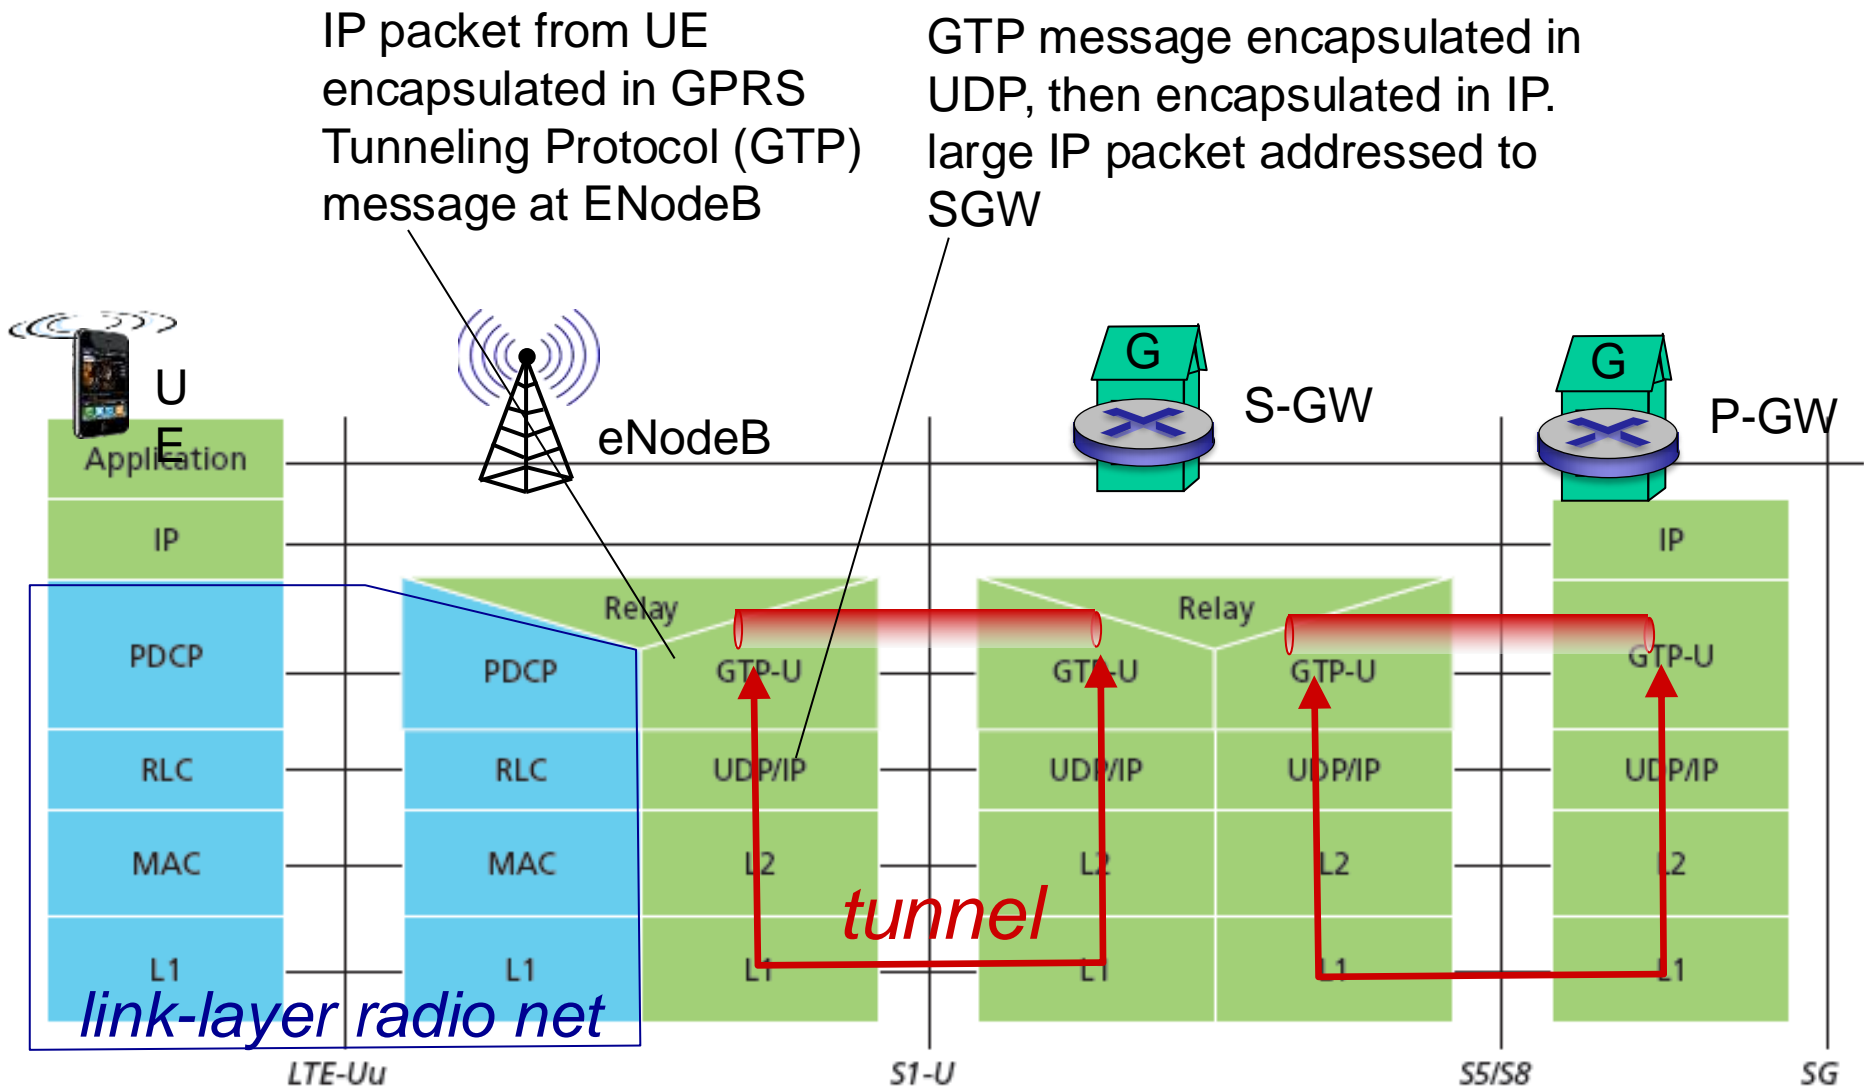 IP packet from UE
encapsulated in GPRS
Tunneling Protocol (GTP)
message at ENodeB
GTP message encapsulated in
UDP, then encapsulated in IP.
large IP packet addressed to
SGW
U
E
eNodeB
G
S-GW
G
P-GW
Application
IP
PDCP
RLC
MAC
L1
Relay
PDCP
RLC
MAC
L1
GTP-U
UDP/IP
L2
L1
Relay
GTP-U
UDP/IP
L2
L1
GTP-U
UDP/IP
L2
L1
IP
GTP-U
UDP/IP
L2
L1
tunnel
link-layer radio net
LTE-Uu
S1-U
S5/S8
SG